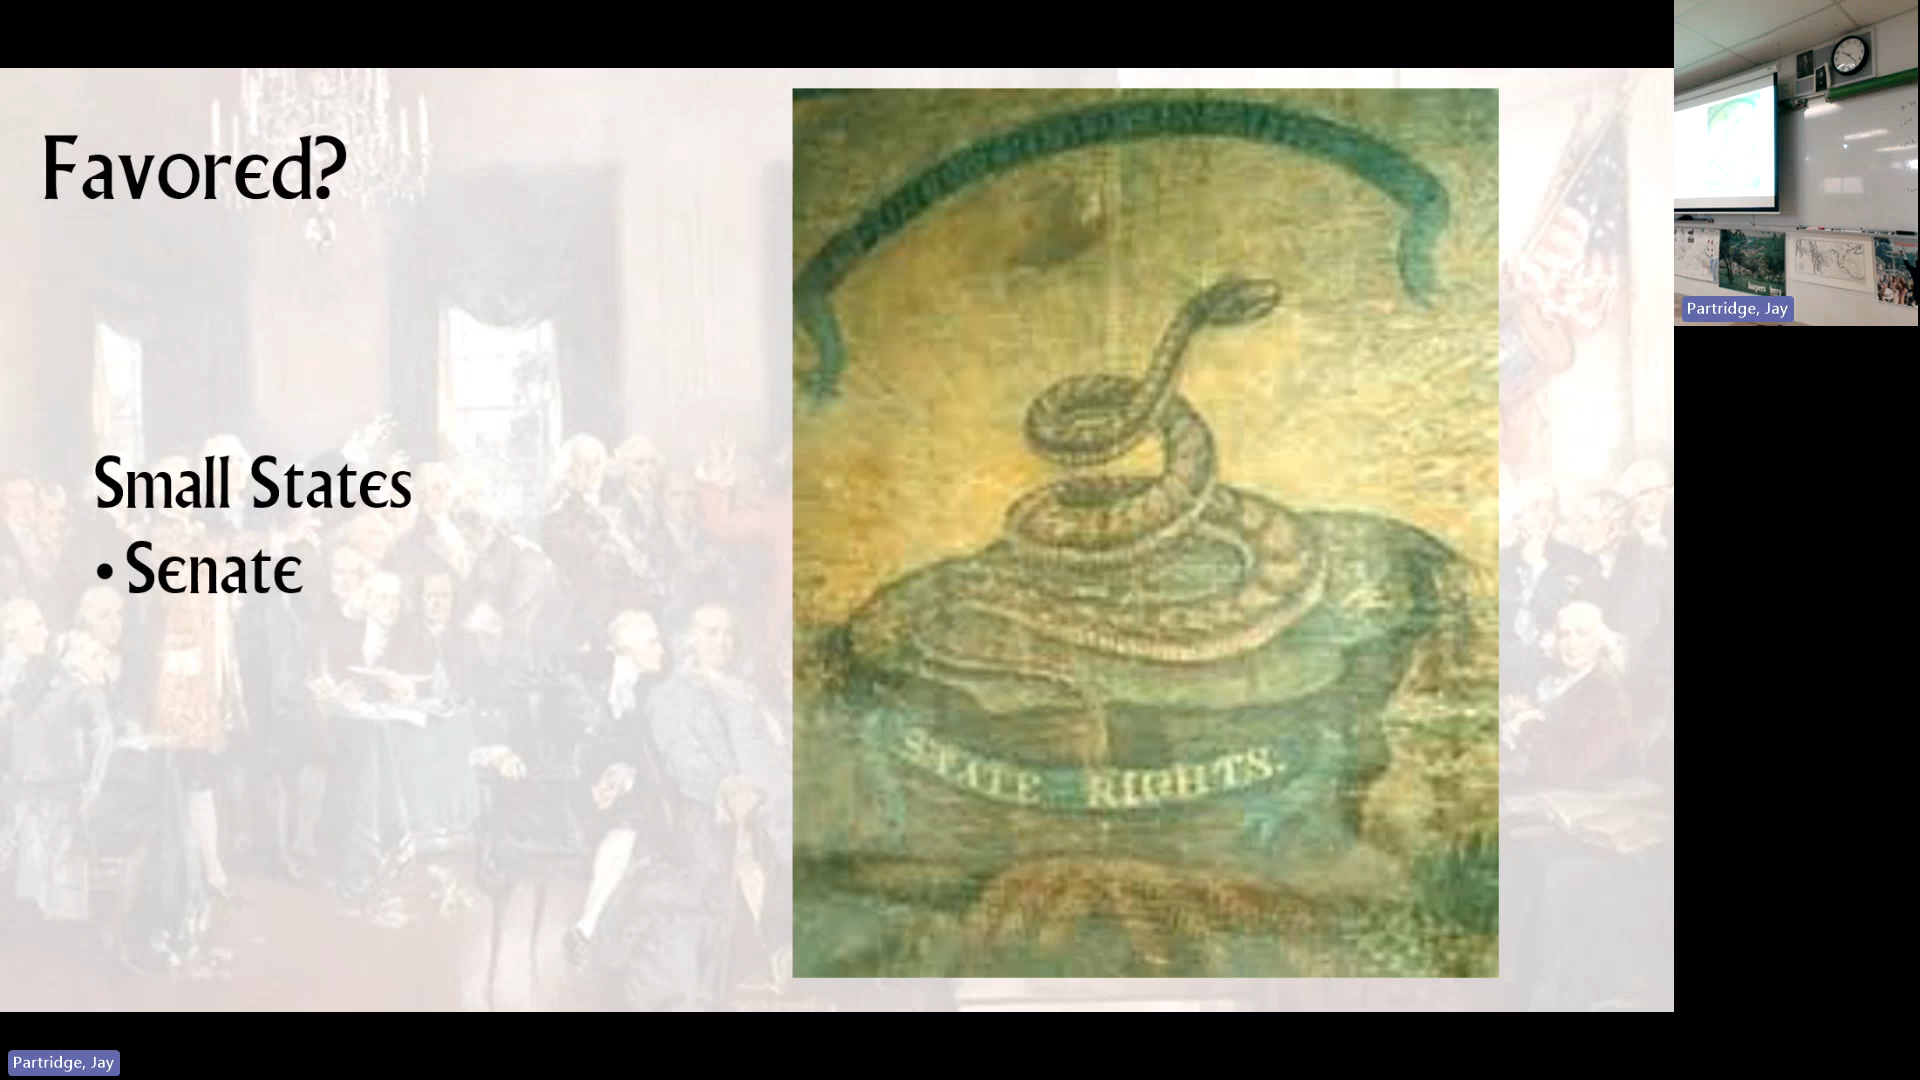 Favored?
Small States
• Senate
STATE RIGHTS.
Partridge, Jay
Partridge, Jay